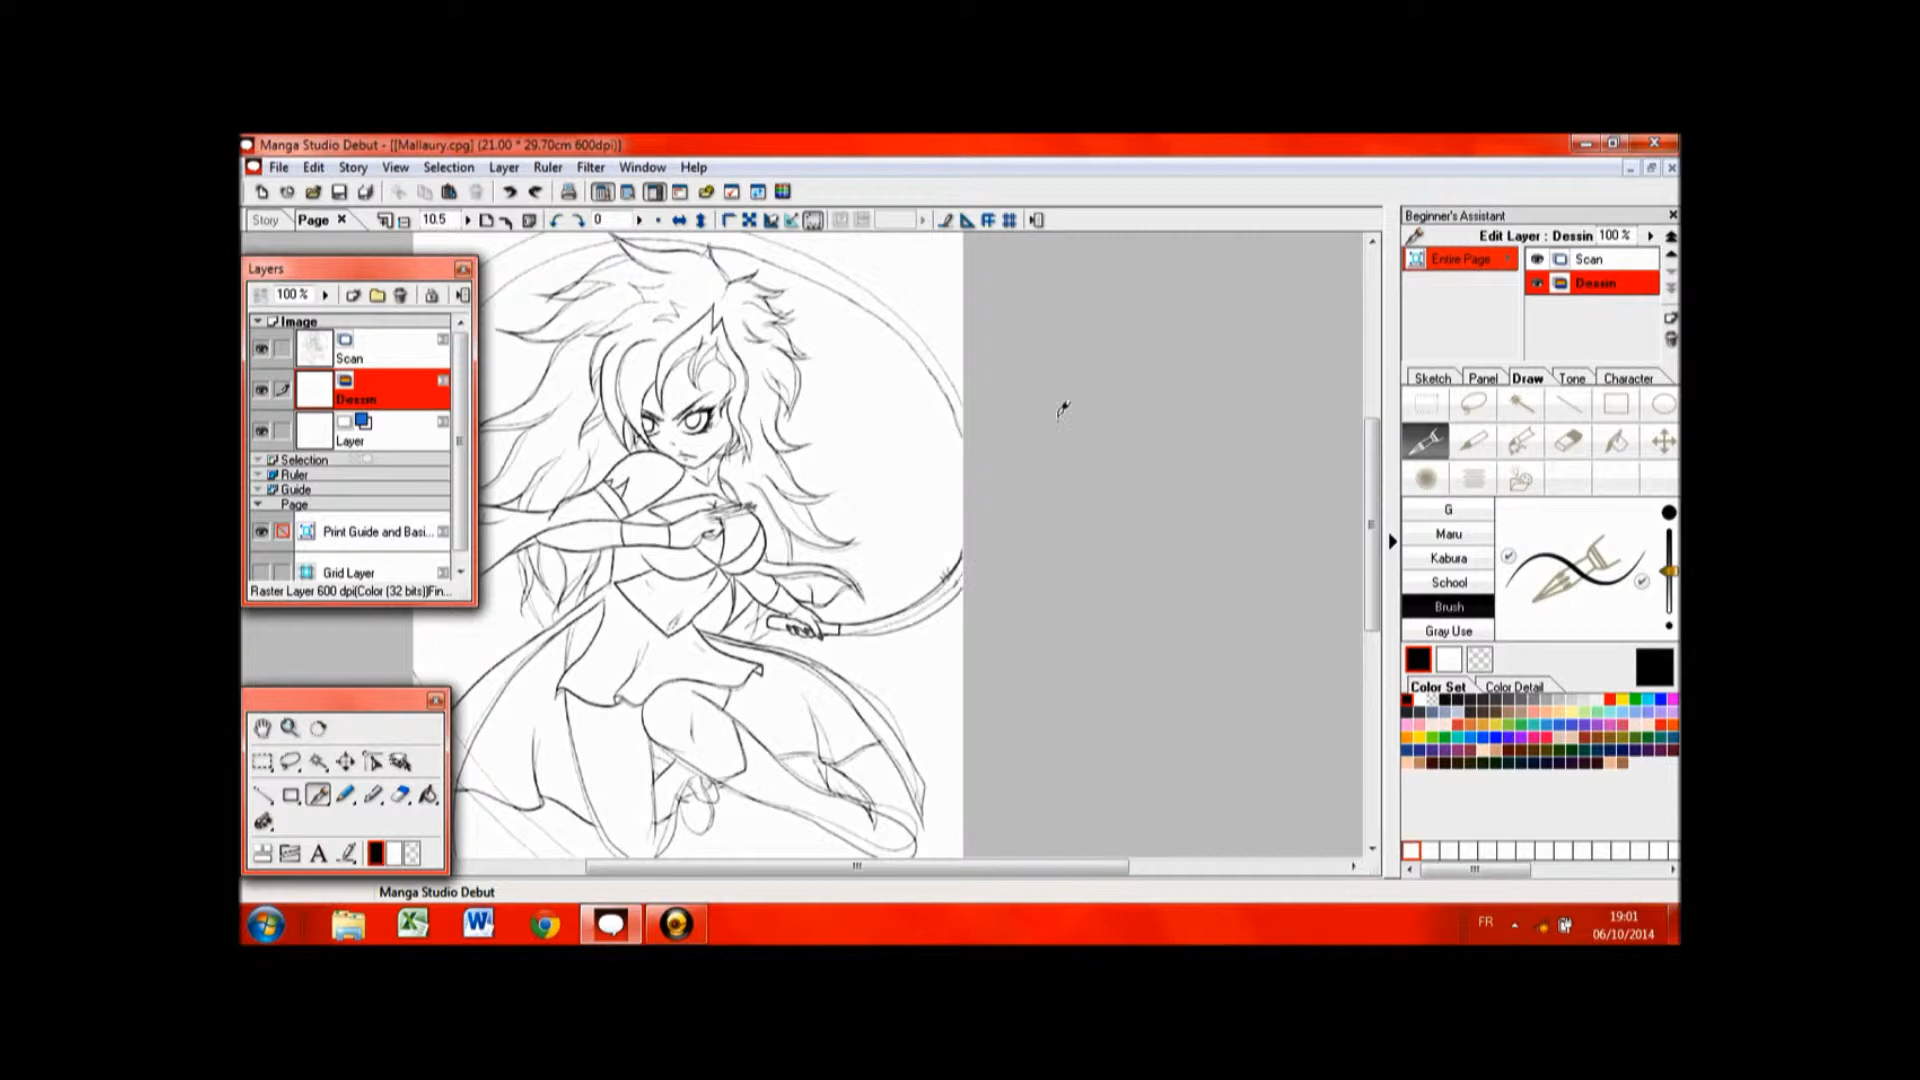 Manga Studio Debut - [[Mallaury.cpg] (21.00 * 29.70cm 600dpi)]
File Edit Story View Selection Layer Ruler Filter Window Help
Story Page 10.5 0
Beginner's Assistant
Edit Layer : Dessin 100 %
Entire Page
Scan
Dessin
Layers
100 %
Image
Scan
Dessin
Layer
Selection
Ruler
Guide
Page
Print Guide and Basi...
Grid Layer
Raster Layer 600 dpi(Color (32 bits))Fin...
Sketch Panel Draw Tone Character
G
Maru
Kabura
School
Brush
Gray Use
Color Set Color Detail
A
Manga Studio Debut
FR
19:01
06/10/2014